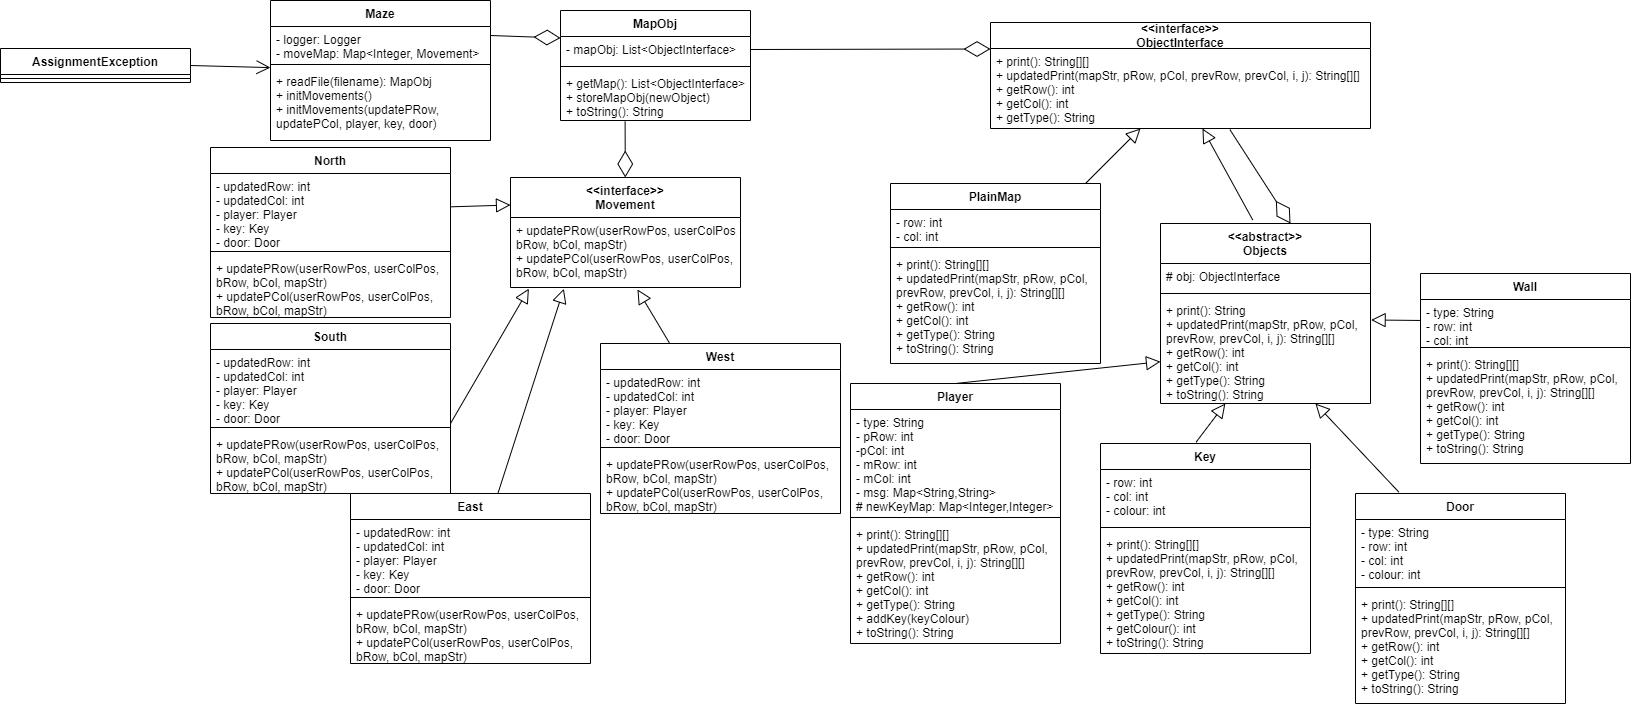 AssignmentException
Maze
- logger: Logger
- moveMap: Map<Integer, Movement>
+ readFile(filename): MapObj
+ initMovements()
+ initMovements(updatePRow,
updatePCol, player, key, door)
MapObj
- mapObj: List<ObjectInterface>
+ getMap(): List<ObjectInterface>
+ storeMapObj(newObject)
+ toString(): String
<<interface>>
ObjectInterface
+ print(): String[][]
+ updatedPrint(mapStr, pRow, pCol, prevRow, prevCol, i, j): String[][]
+ getRow(): int
+ getCol(): int
+ getType(): String
North
- updatedRow: int
- updatedCol: int
- player: Player
- key: Key
- door: Door
+ updatePRow(userRowPos, userColPos,
bRow, bCol, mapStr)
+ updatePCol(userRowPos, userColPos,
bRow, bCol, mapStr)
<<interface>>
Movement
+ updatePRow(userRowPos, userColPos
bRow, bCol, mapStr)
+ updatePCol(userRowPos, userColPos,
bRow, bCol, mapStr)
PlainMap
- row: int
- col: int
+ print(): String[][]
+ updatedPrint(mapStr, pRow, pCol,
prevRow, prevCol, i, j): String[][]
+ getRow(): int
+ getCol(): int
+ getType(): String
+ toString(): String
<<abstract>>
Objects
# obj: ObjectInterface
+ print(): String
+ updatedPrint(mapStr, pRow, pCol,
prevRow, prevCol, i, j): String[][]
+ getRow(): int
+ getCol(): int
+ getType(): String
+ toString(): String
Wall
- type: String
- row: int
- col: int
+ print(): String[][]
+ updatedPrint(mapStr, pRow, pCol,
prevRow, prevCol, i, j): String[][]
+ getRow(): int
+ getCol(): int
+ getType(): String
+ toString(): String
South
- updatedRow: int
- updatedCol: int
- player: Player
- key: Key
- door: Door
+ updatePRow(userRowPos, userColPos,
bRow, bCol, mapStr)
+ updatePCol(userRowPos, userColPos,
bRow, bCol, mapStr)
West
- updatedRow: int
- updatedCol: int
- player: Player
- key: Key
- door: Door
+ updatePRow(userRowPos, userColPos,
bRow, bCol, mapStr)
+ updatePCol(userRowPos, userColPos,
bRow, bCol, mapStr)
Player
- type: String
- pRow: int
-pCol: int
- mRow: int
- mCol: int
- msg: Map<String,String>
# newKeyMap: Map<Integer,Integer>
+ print(): String[][]
+ updatedPrint(mapStr, pRow, pCol,
prevRow, prevCol, i, j): String[][]
+ getRow(): int
+ getCol(): int
+ getType(): String
+ addKey(keyColour)
+ toString(): String
Key
- row: int
- col: int
- colour: int
+ print(): String[][]
+ updatedPrint(mapStr, pRow, pCol,
prevRow, prevCol, i, j): String[][]
+ getRow(): int
+ getCol(): int
+ getType(): String
+ getColour(): int
+ toString(): String
East
- updatedRow: int
- updatedCol: int
- player: Player
- key: Key
- door: Door
+ updatePRow(userRowPos, userColPos,
bRow, bCol, mapStr)
+ updatePCol(userRowPos, userColPos,
bRow, bCol, mapStr)
Door
- type: String
- row: int
- col: int
- colour: int
+ print(): String[][]
+ updatedPrint(mapStr, pRow, pCol,
prevRow, prevCol, i, j): String[][]
+ getRow(): int
+ getCol(): int
+ getType(): String
+ toString(): String